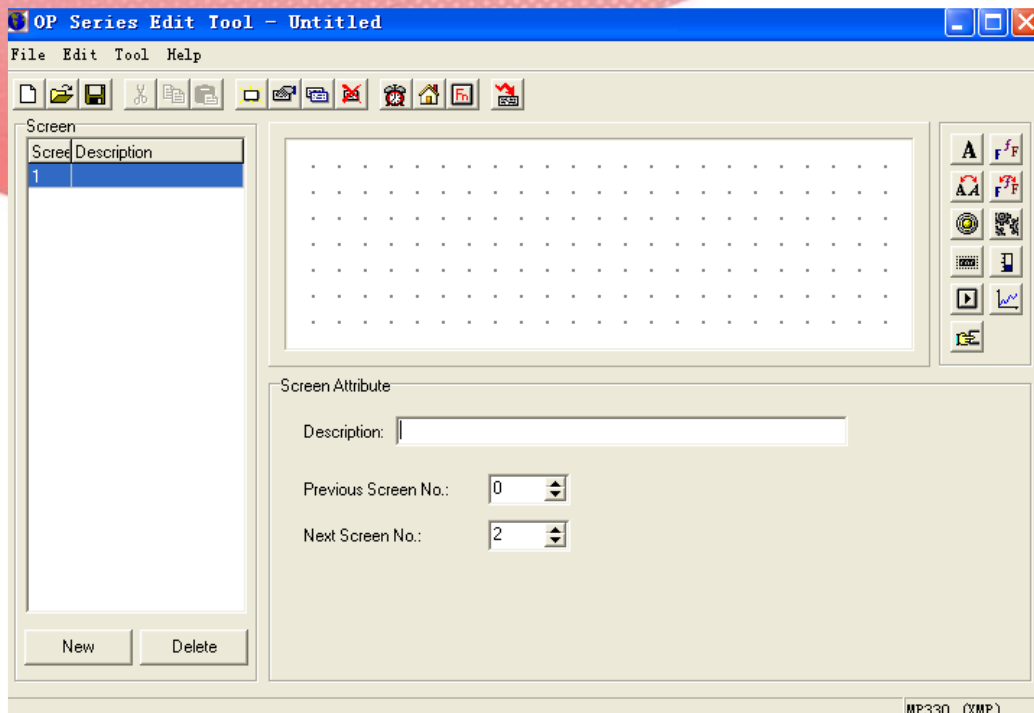 OP Series Edit Tool - Untitled
File Edit Tool Help
Fn
Screen
Scree Description
1
A F f F
A A F F F
Screen Attribute
Description:
Previous Screen No.: 0
Next Screen No.: 2
New Delete
MP330 (XMP)